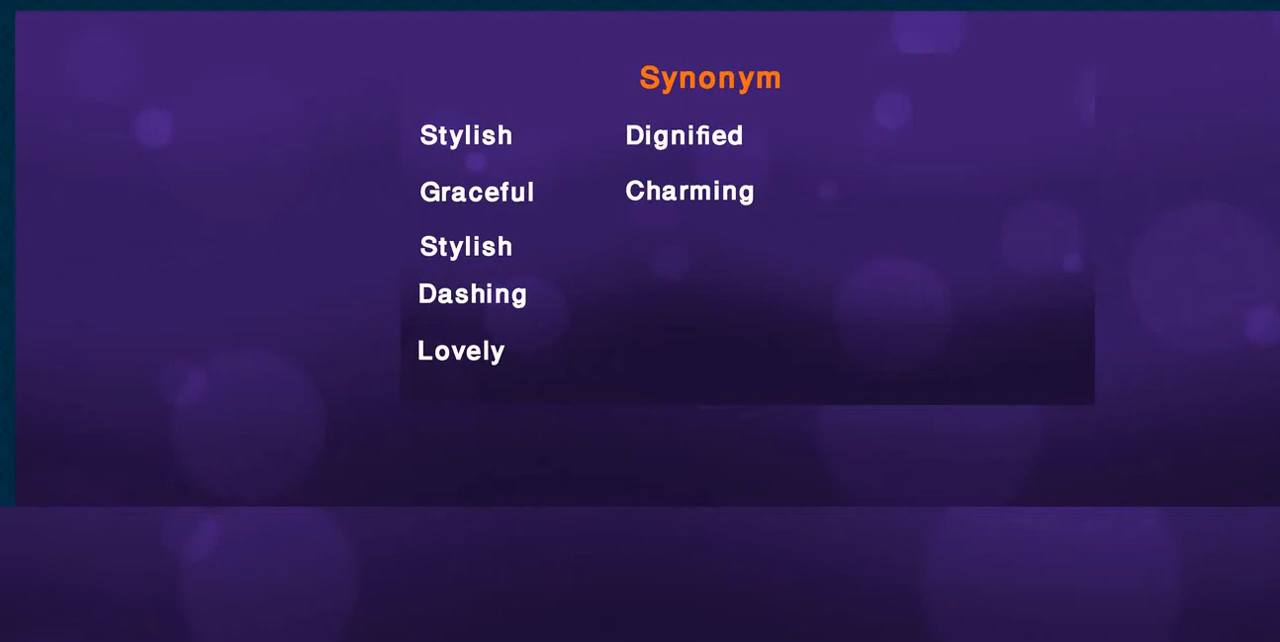 Synonym
Stylish Dignified
Graceful Charming
Stylish
Dashing
Lovely